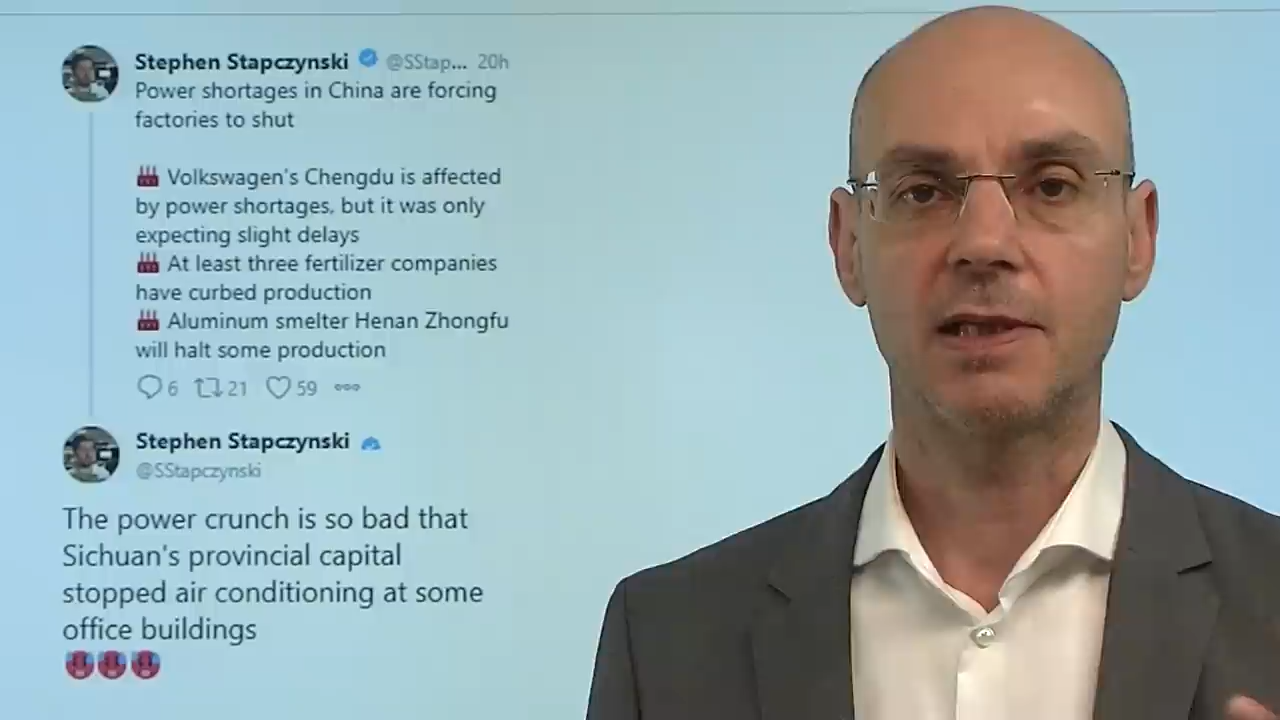 Stephen Stapczynski @SStap... 20h
Power shortages in China are forcing
factories to shut
Volkswagen's Chengdu is affected
by power shortages, but it was only
expecting slight delays
At least three fertilizer companies
have curbed production
Aluminum smelter Henan Zhongfu
will halt some production
6 21 59
Stephen Stapczynski
@SStapczynski
The power crunch is so bad that
Sichuan's provincial capital
stopped air conditioning at some
office buildings